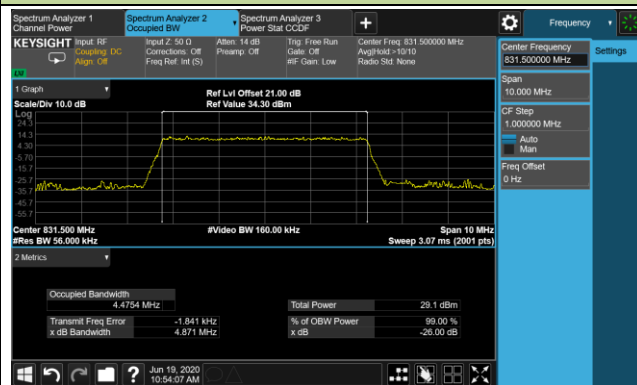 Spectrum Analyzer 1
Channel Power
Spectrum Analyzer 2
Occupied BW
Spectrum Analyzer 3
Power Stat CCDF
Frequency
KEYSIGHT
Input: RF
Coupling: DC
Align: Off
Input Z: 50 Ω
Corrections: Off
Freq Ref: Int (S)
Atten: 14 dB
Preamp: Off
Trig: Free Run
Gate: Off
#IF Gain: Low
Center Freq: 831.500000 MHz
Avg|Hold:>10/10
Radio Std: None
Center Frequency
831.500000 MHz
Settings
Span
10.000 MHz
CF Step
1.000000 MHz
Auto
Man
Freq Offset
0 Hz
1 Graph
Scale/Div 10.0 dB
Ref Lvl Offset 21.00 dB
Ref Value 34.30 dBm
Log
24.3
14.3
4.30
-5.70
-15.7
-25.7
-35.7
-45.7
-55.7
Center 831.500 MHz
#Video BW 160.00 kHz
Span 10 MHz
#Res BW 56.000 kHz
Sweep 3.07 ms (2001 pts)
2 Metrics
Occupied Bandwidth
4.4754 MHz
Total Power
29.1 dBm
Transmit Freq Error
-1.841 kHz
% of OBW Power
99.00 %
x dB Bandwidth
4.871 MHz
x dB
-26.00 dB
?
Jun 19, 2020
10:54:07 AM